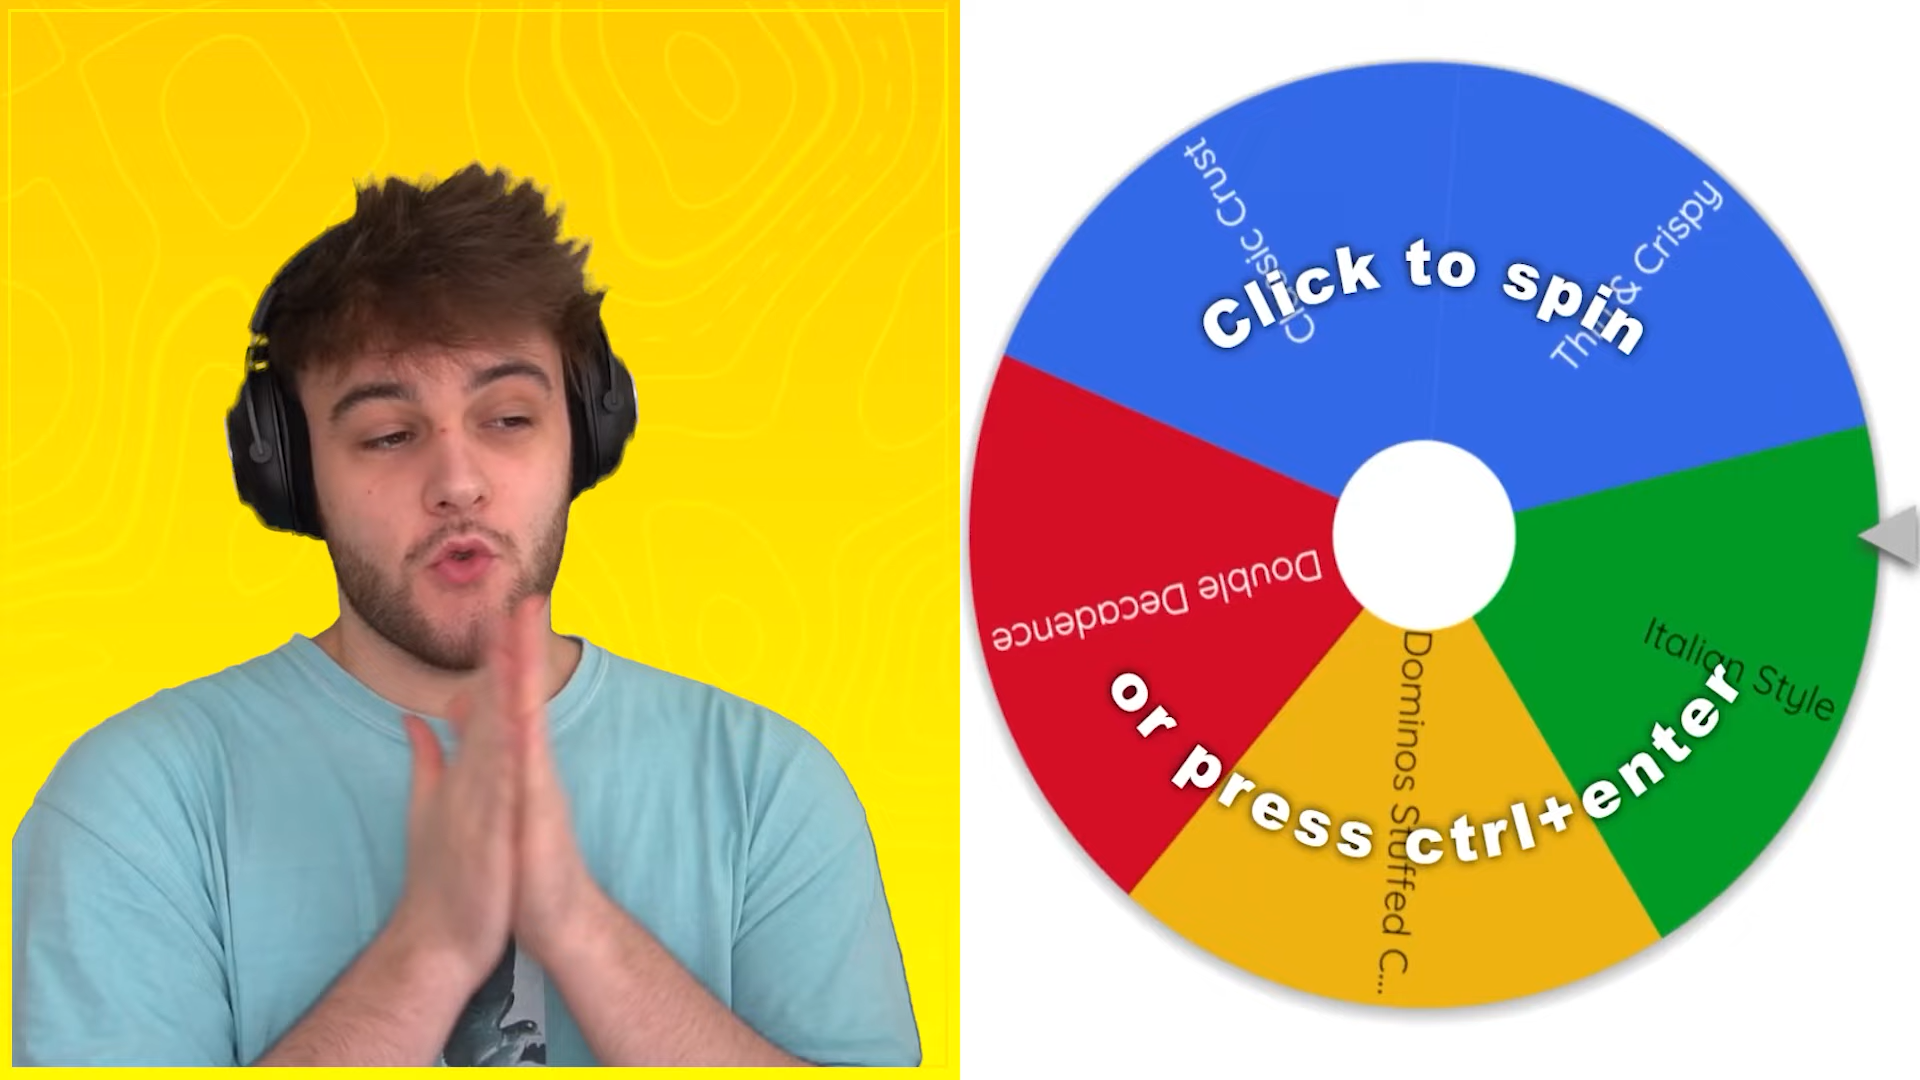 Classic Crust
Thin & Crispy
Click to spin
Double Decadence
Italian Style
Dominos Stuffed C...
or press ctrl+enter